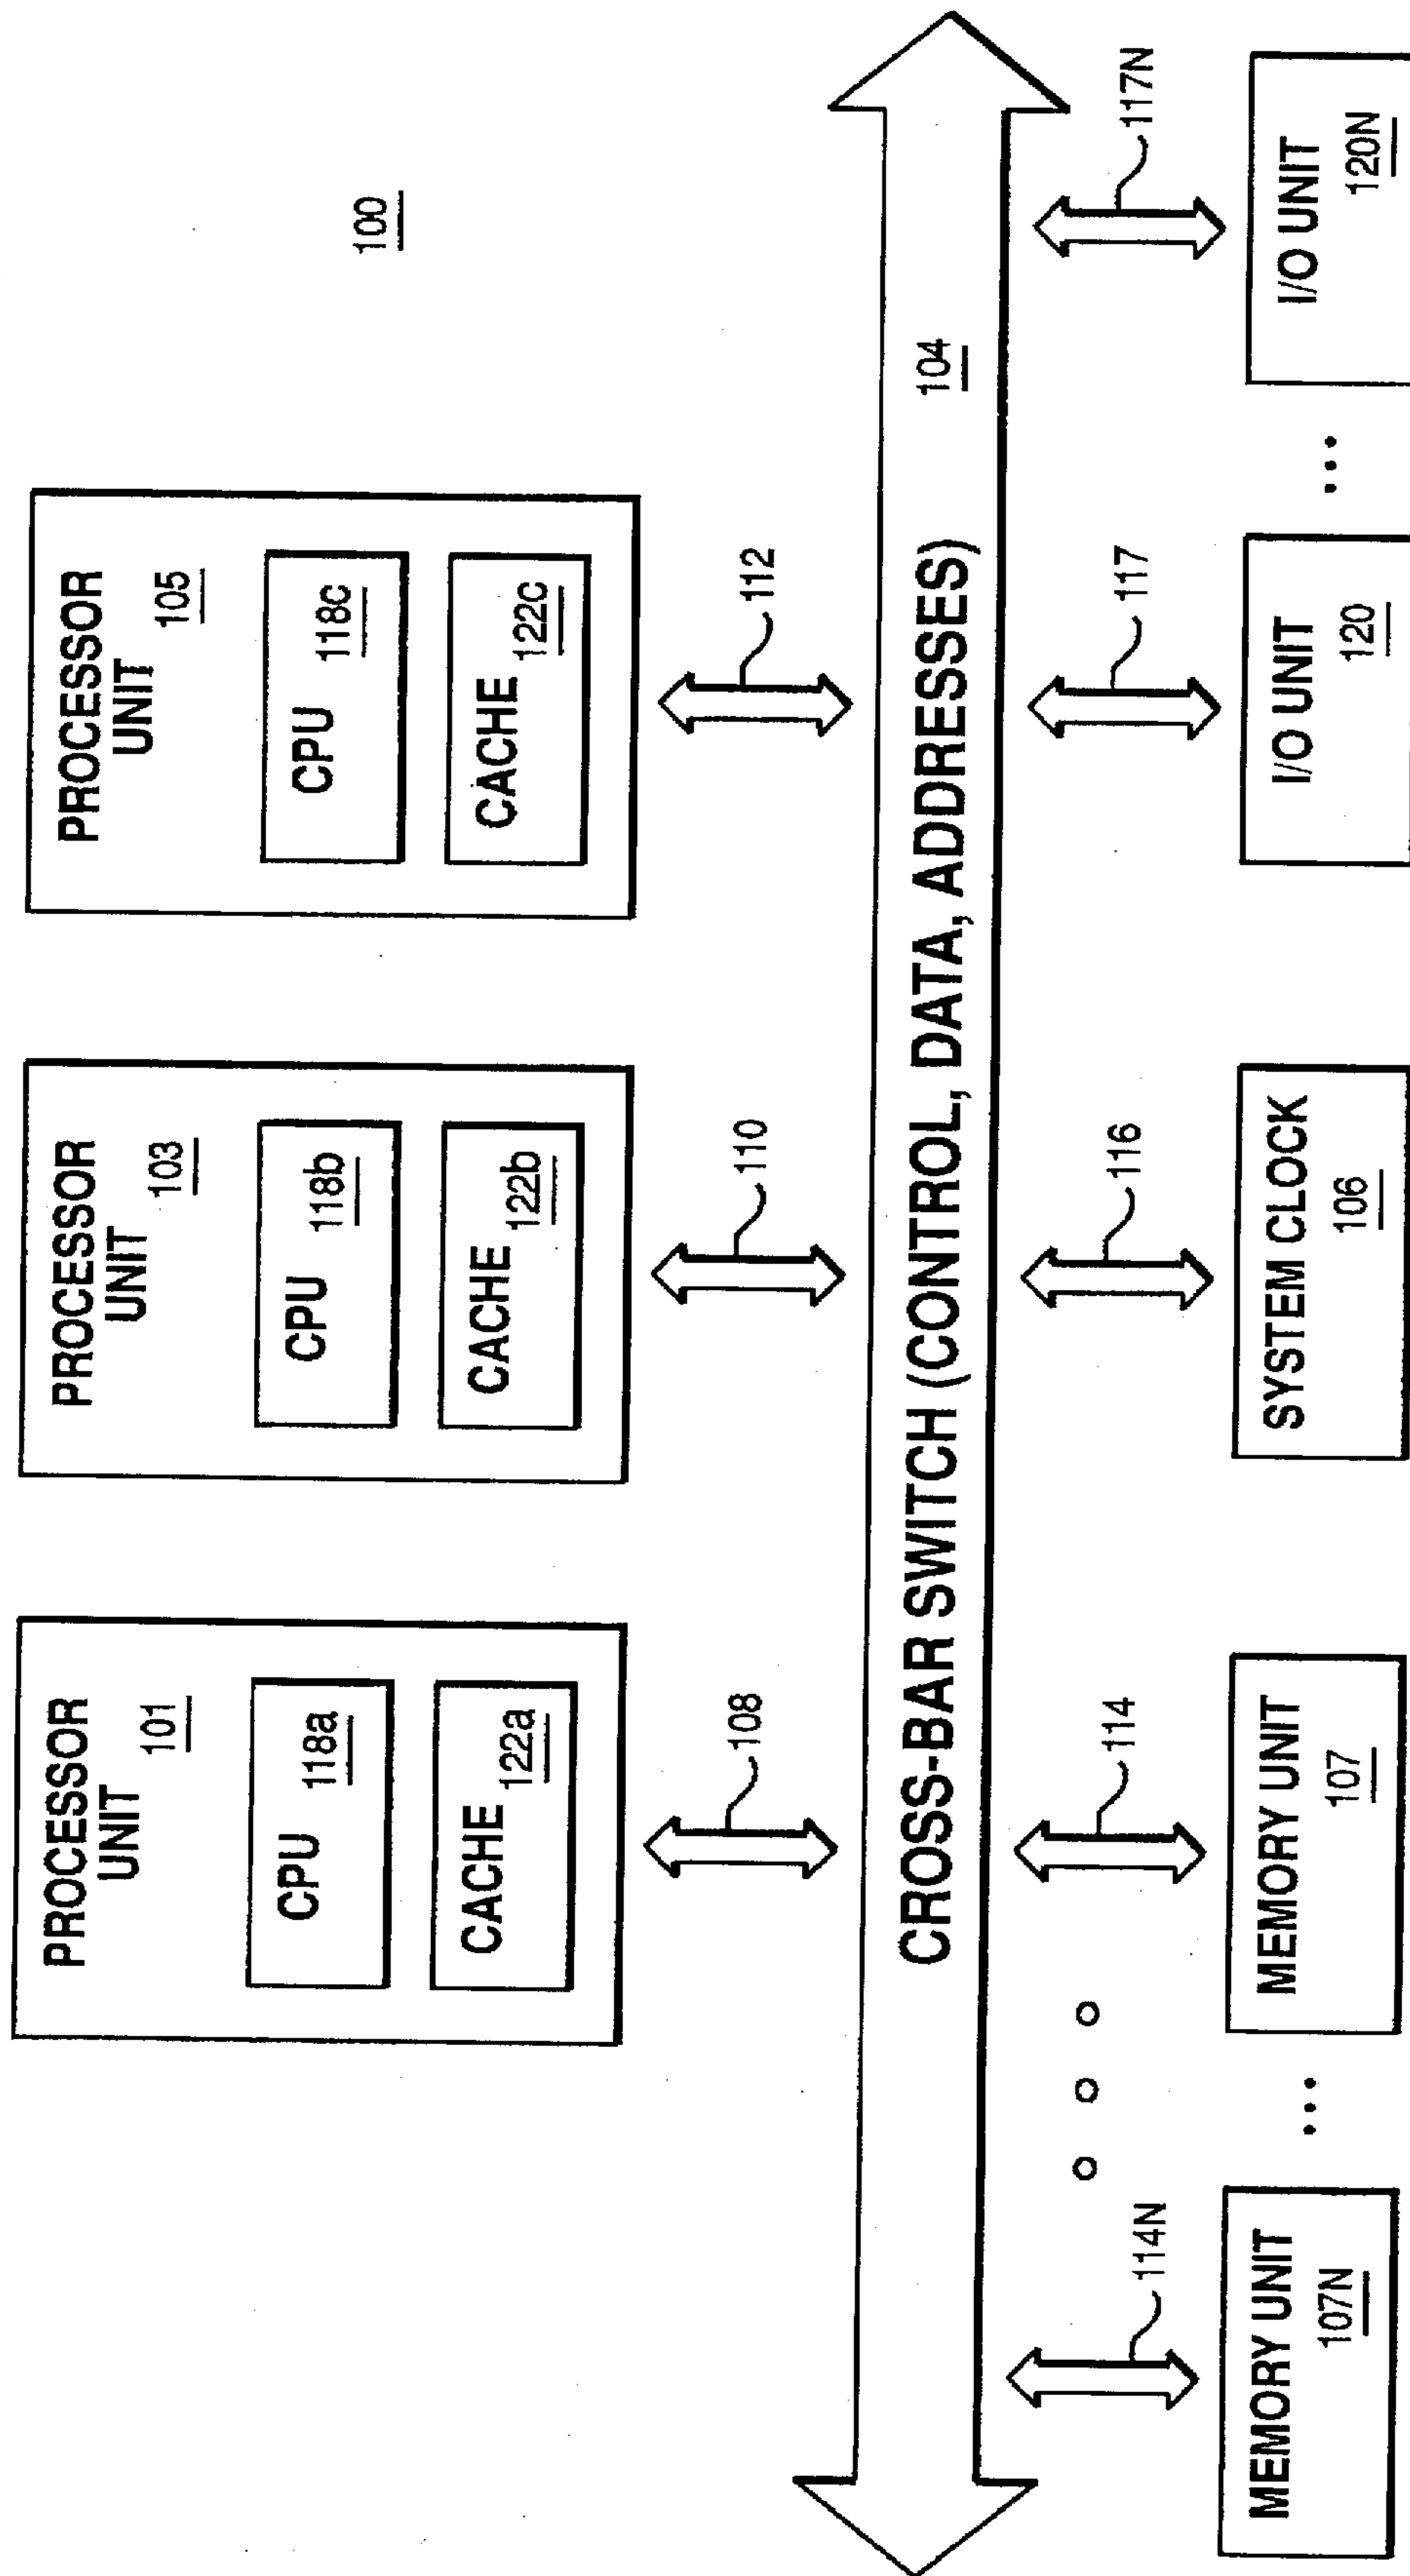 100
PROCESSOR
UNIT
101
CPU
118a
CACHE
122a
PROCESSOR
UNIT
103
CPU
118b
CACHE
122b
PROCESSOR
UNIT
105
CPU
118c
CACHE
122c
108
110
112
CROSS-BAR SWITCH (CONTROL, DATA, ADDRESSES)
104
114N
114
116
117
117N
MEMORY UNIT
107N
...
MEMORY UNIT
107
SYSTEM CLOCK
106
I/O UNIT
120
...
I/O UNIT
120N